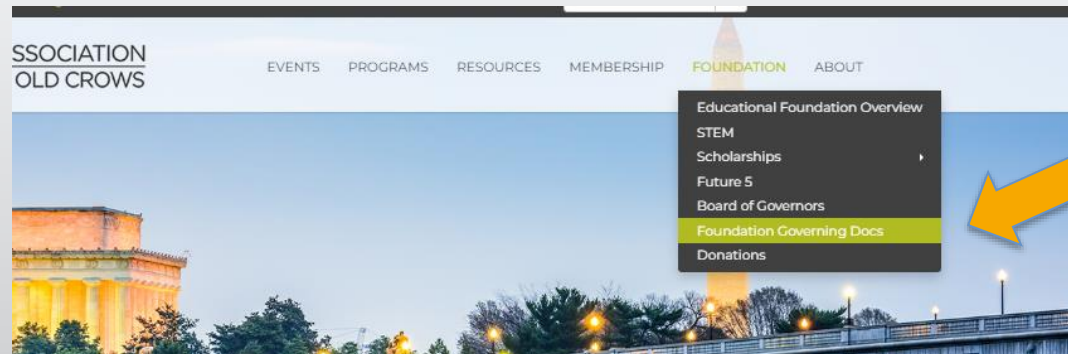 SSOCIATION
OLD CROWS
EVENTS PROGRAMS RESOURCES MEMBERSHIP FOUNDATION ABOUT
Educational Foundation Overview
STEM
Scholarships
Future 5
Board of Governors
Foundation Governing Docs
Donations